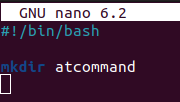 GNU nano 6.2
#!/bin/bash
mkdir atcommand